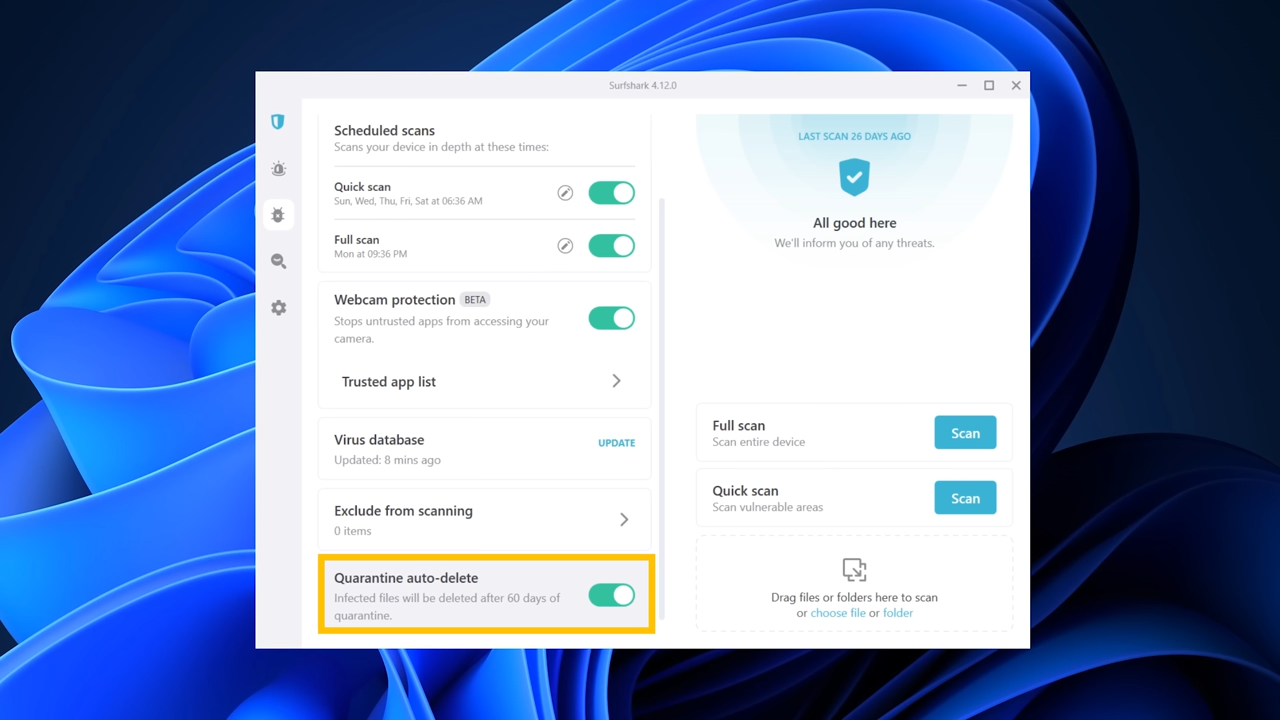 Surfshark 4.12.0
Scheduled scans
Scans your device in depth at these times:
Quick scan
Sun, Wed, Thu, Fri, Sat at 06:36 AM
Full scan
Mon at 09:36 PM
Webcam protection BETA
Stops untrusted apps from accessing your
camera.
Trusted app list
Virus database
UPDATE
Updated: 8 mins ago
Exclude from scanning
0 items
Quarantine auto-delete
Infected files will be deleted after 60 days of
quarantine.
LAST SCAN 26 DAYS AGO
All good here
We'll inform you of any threats.
Full scan
Scan entire device
Scan
Quick scan
Scan vulnerable areas
Scan
Drag files or folders here to scan
or choose file or folder